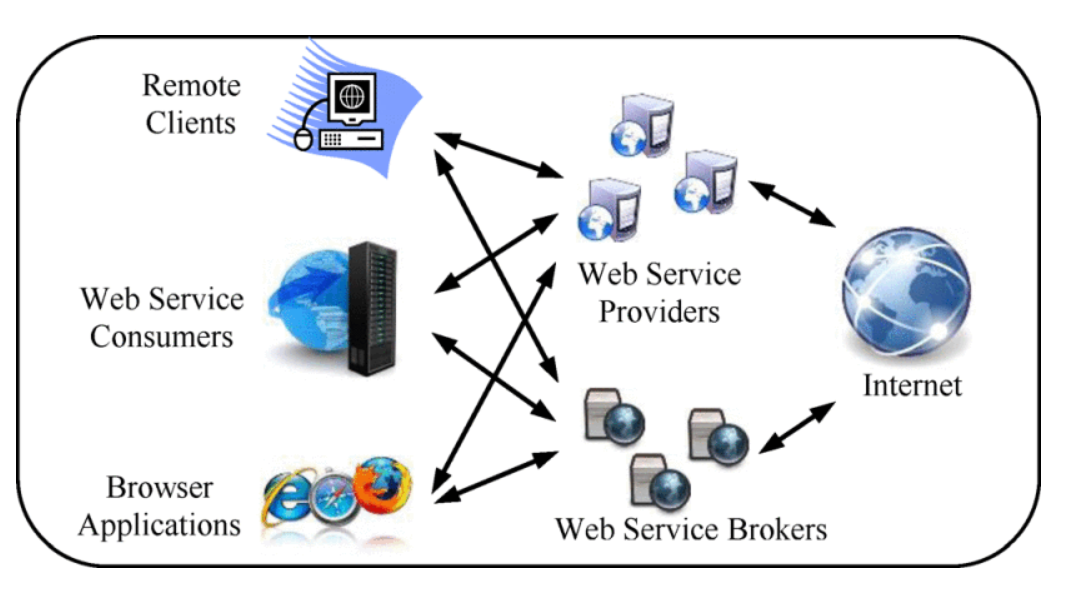 Remote
Clients
Web Service
Consumers
Browser
Applications
Web Service
Providers
Web Service Brokers
Internet